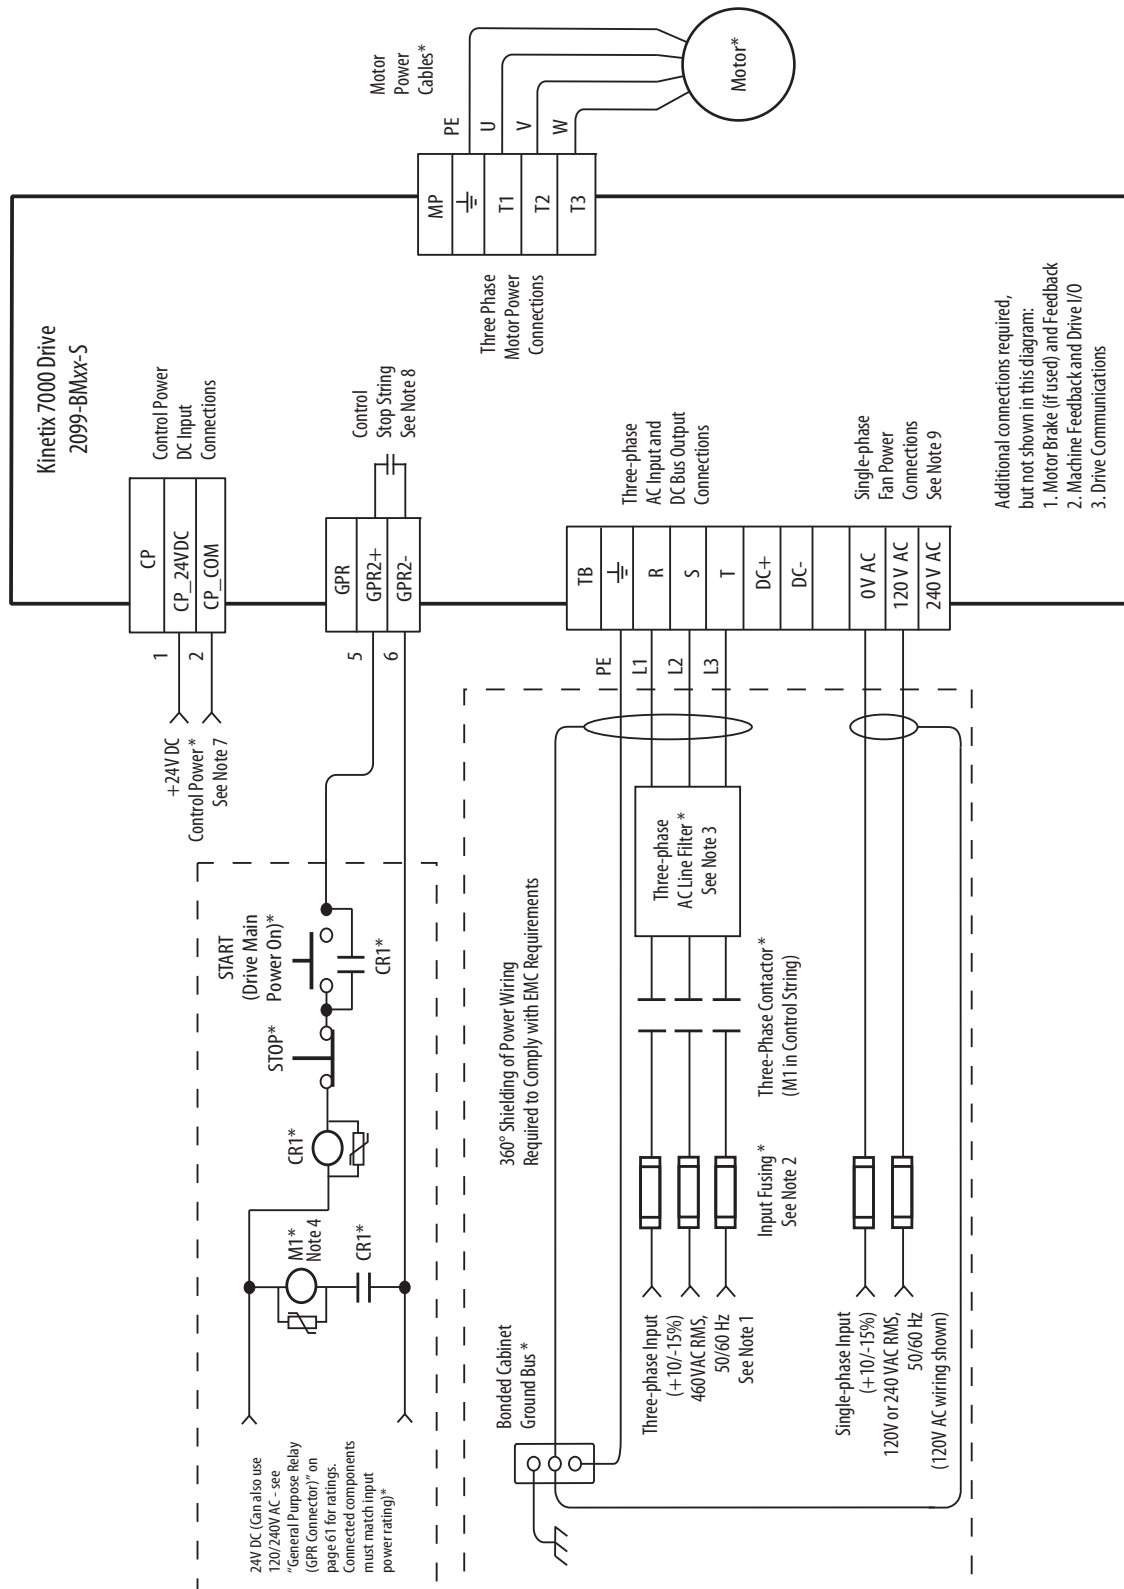 Kinetix 7000 Drive
2099-BMxx-S
Motor
Power
Cables*
Motor*
PE
U
V
W
MP
T1
T2
T3
Three Phase
Motor Power
Connections
Control Power
DC Input
Connections
CP
CP_24VDC
CP_COM
1
2
+24V DC
Control Power *
See Note 7
Control
Stop String
See Note 8
GPR
GPR2+
GPR2-
5
6
START
(Drive Main
Power On)*
CR1*
STOP*
CR1*
M1*
Note 4
CR1*
24V DC (Can also use
120/240V AC - see
“General Purpose Relay
(GPR Connector)” on
page 61 for ratings.
Connected components
must match input
power rating)*
Three-phase
AC Input and
DC Bus Output
Connections
Single-phase
Fan Power
Connections
See Note 9
TB
R
S
T
DC+
DC-
0V AC
120 V AC
240 V AC
PE
L1
L2
L3
Three-phase
AC Line Filter *
See Note 3
360° Shielding of Power Wiring
Required to Comply with EMC Requirements
Three-Phase Contactor *
(M1 in Control String)
Input Fusing *
See Note 2
Bonded Cabinet
Ground Bus *
Three-phase Input
(+10/-15%)
460VAC RMS,
50/60 Hz
See Note 1
Single-phase Input
(+10/-15%)
120V or 240 VAC RMS,
50/60 Hz
(120V AC wiring shown)
Additional connections required,
but not shown in this diagram:
1. Motor Brake (if used) and Feedback
2. Machine Feedback and Drive I/O
3. Drive Communications